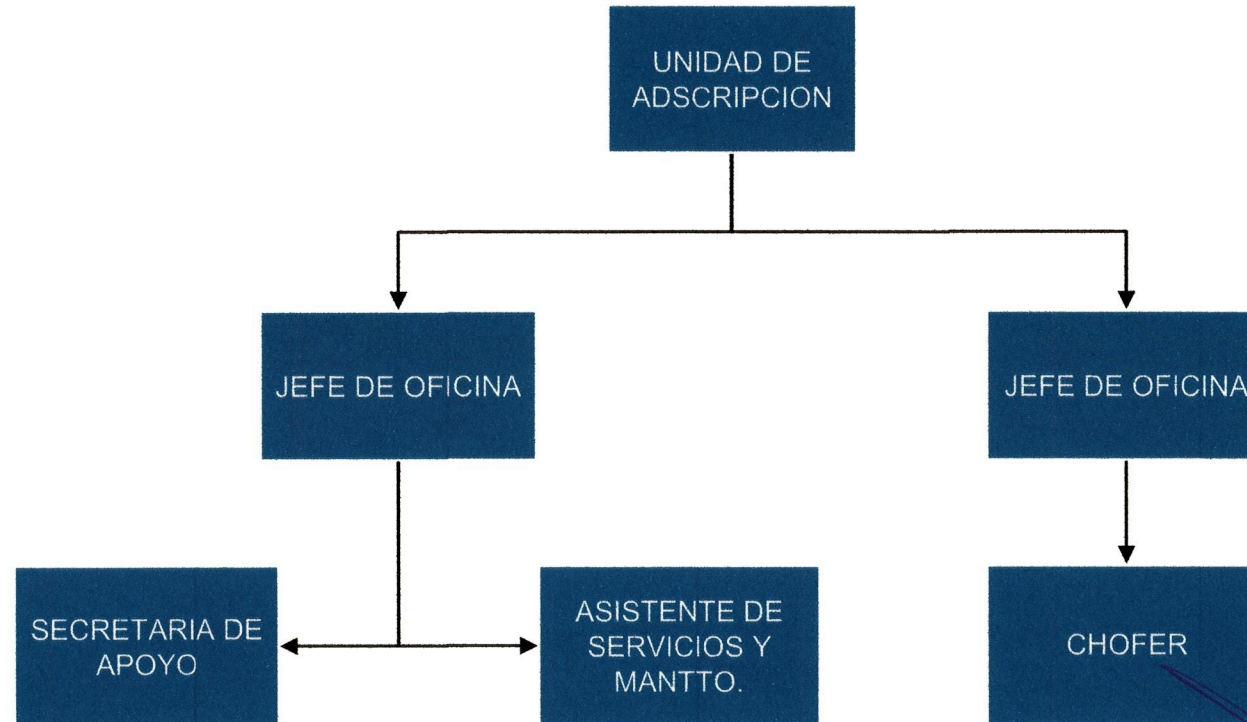 UNIDAD DE
ADSCRIPCION
JEFE DE OFICINA
JEFE DE OFICINA
SECRETARIA DE
APOYO
ASISTENTE DE
SERVICIOS Y
MANTTO.
CHOFER